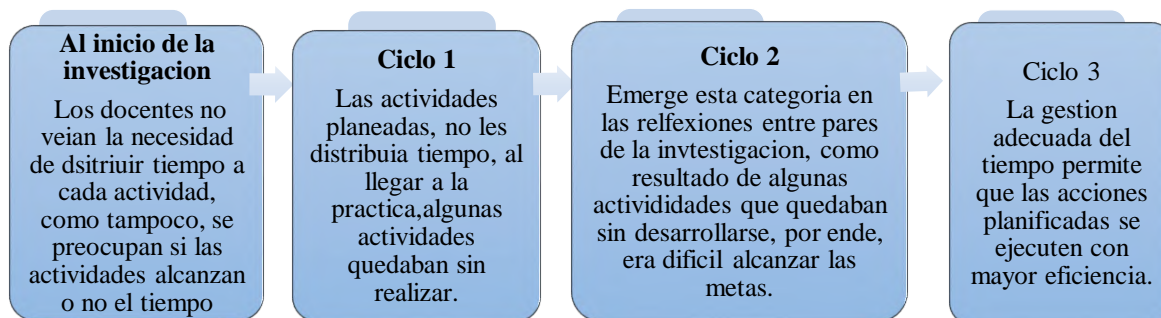 Al inicio de la
investigacion
Los docentes no
veian la necesidad
de dsitriuir tiempo a
cada actividad,
como tampoco, se
preocupan si las
actividades alcanzan
o no el tiempo
Ciclo 1
Las actividades
planeadas, no les
distribuia tiempo, al
llegar a la
practica,algunas
actividades
quedaban sin
realizar.
Ciclo 2
Emerge esta categoria en
las relfexiones entre pares
de la invtestigacion, como
resultado de algunas
activididades que quedaban
sin desarrollarse, por ende,
era dificil alcanzar las
metas.
Ciclo 3
La gestion
adecuada del
tiempo permite
que las acciones
planificadas se
ejecuten con
mayor eficiencia.